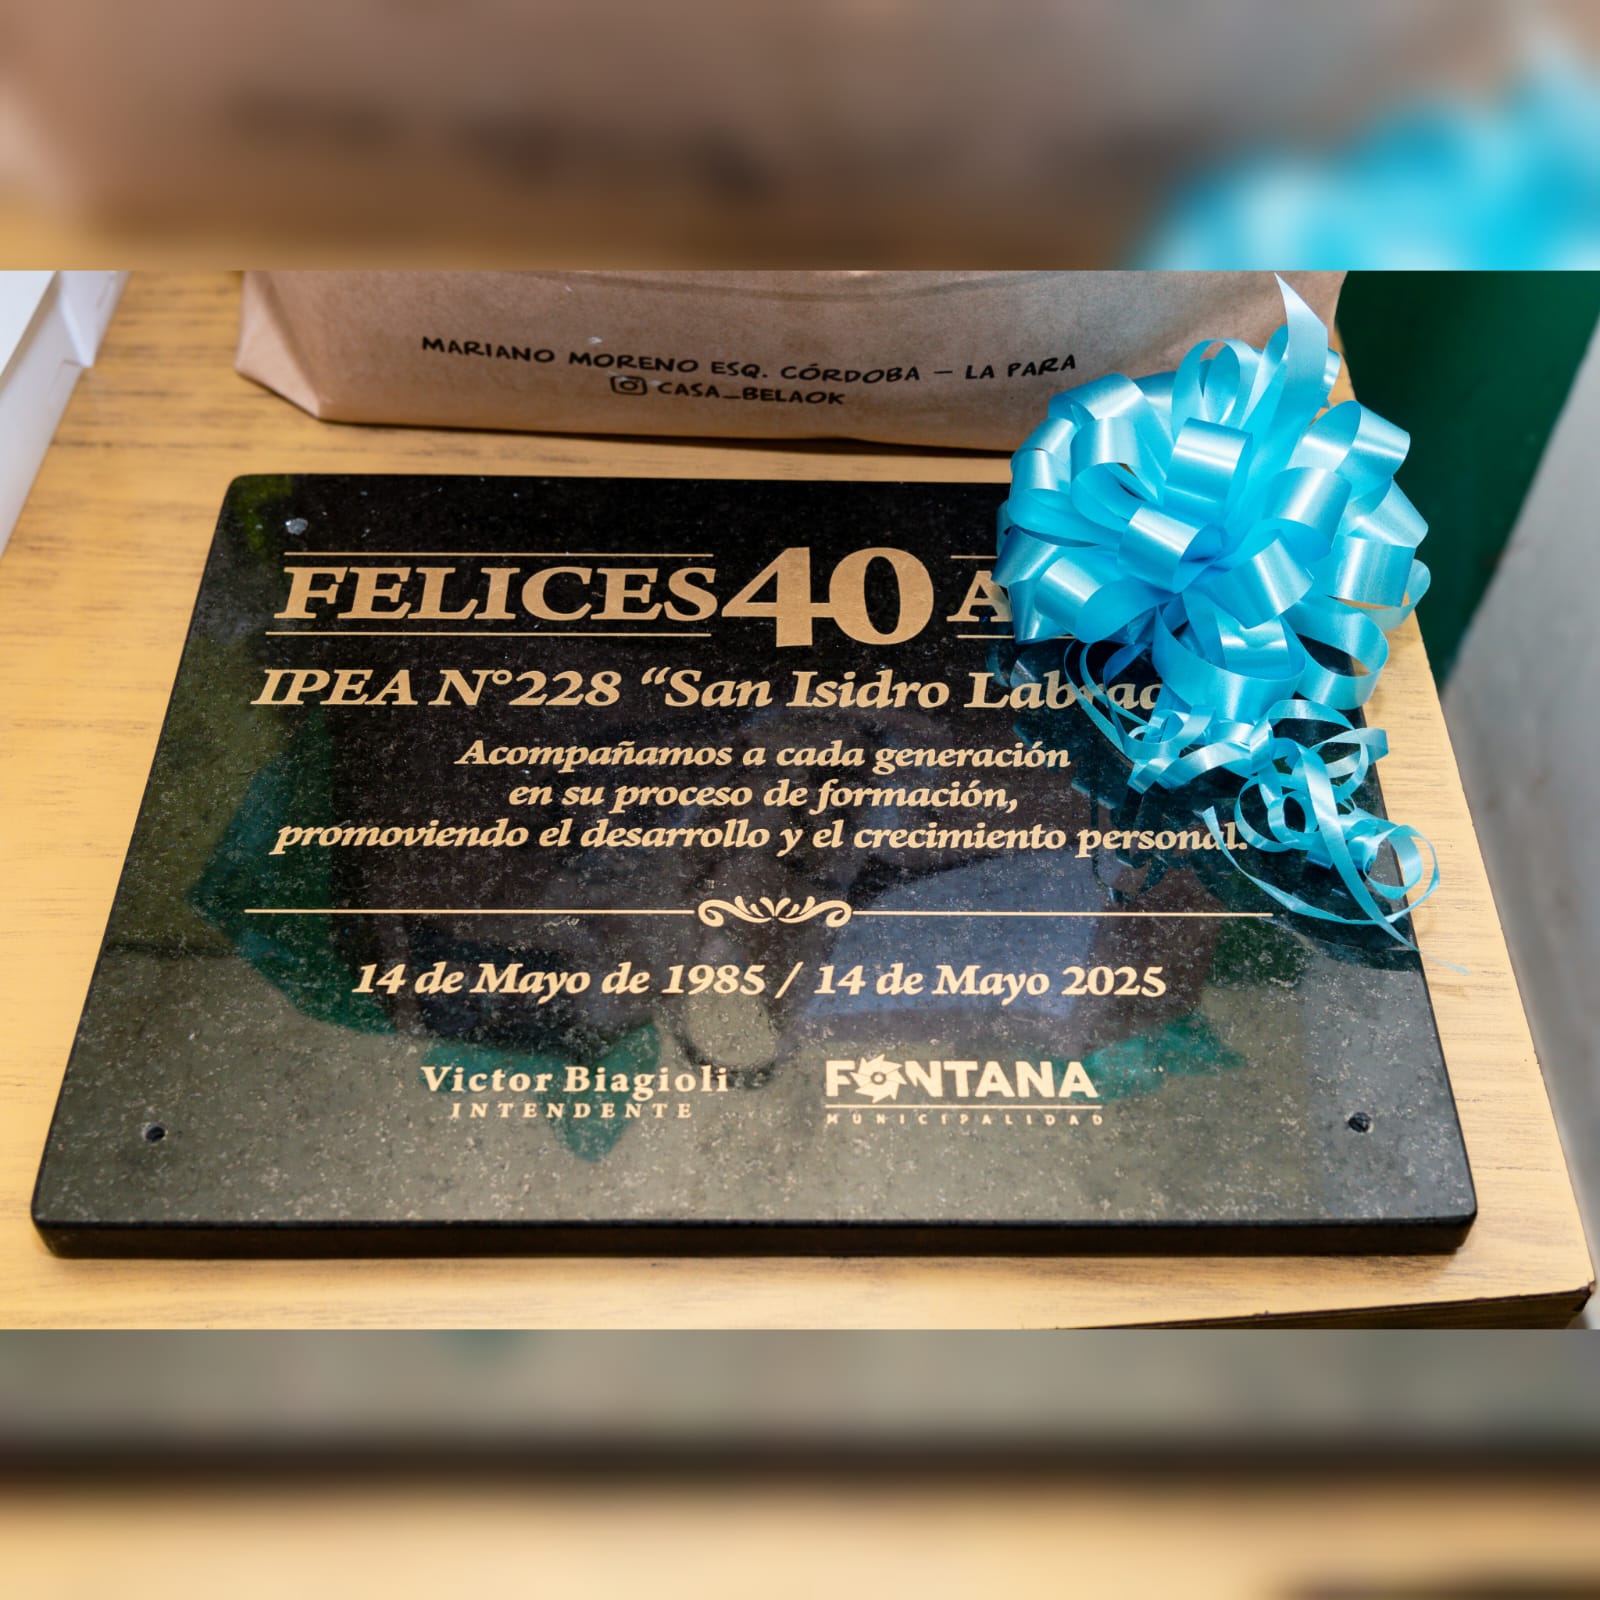 MARIANO MORENO ESQ. CÓRDOBA – LA PARA
CASA_BELAOK
FELICES 40
IPEA N°228 "San Isidro
Acompañamos a cada generación
en su proceso de formación,
promoviendo el desarrollo y el crecimiento personal.
14 de Mayo de 1985 / 14 de Mayo 2025
Victor Biagioli
INTENDENTE
FONTANA
MUNICIPALIDAD